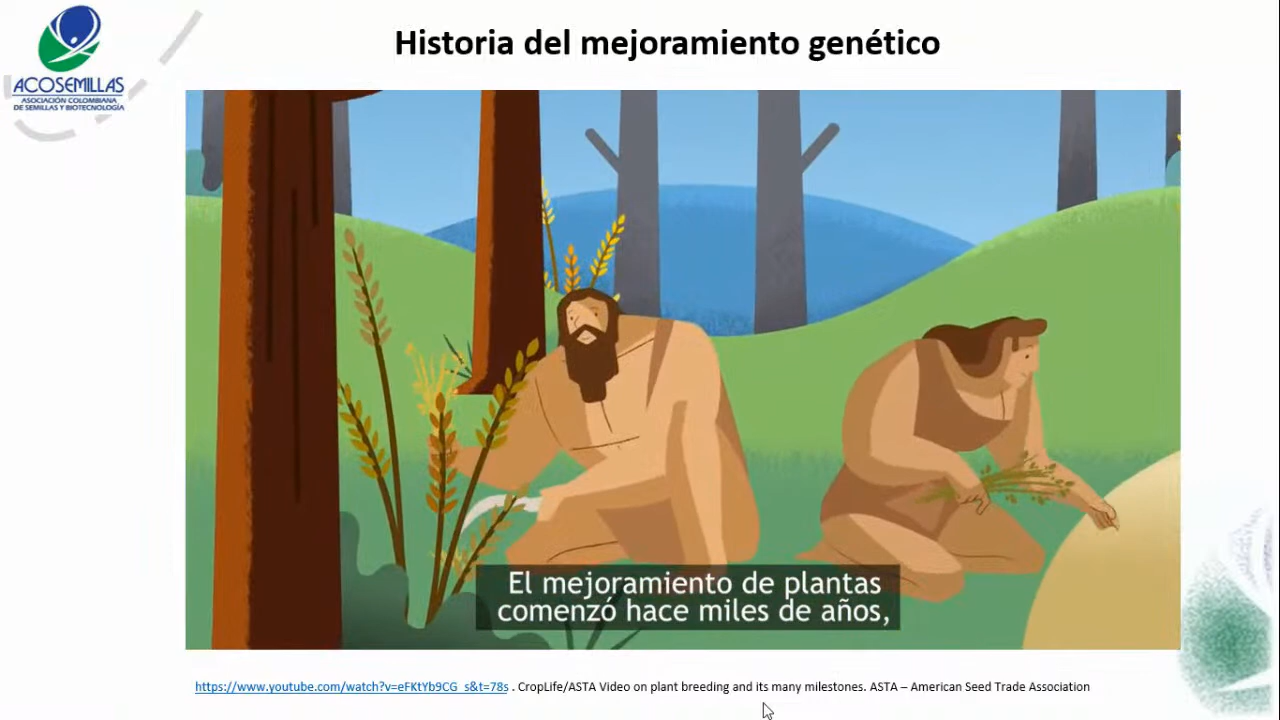 ACOSEMILLAS
ASOCIACIÓN COLOMBIANA
DE SEMILLAS Y BIOTECNOLOGÍA
Historia del mejoramiento genético
El mejoramiento de plantas
comenzó hace miles de años,
https://www.youtube.com/watch?v=eFKtYb9CG_s&t=78s . CropLife/ASTA Video on plant breeding and its many milestones. ASTA – American Seed Trade Association